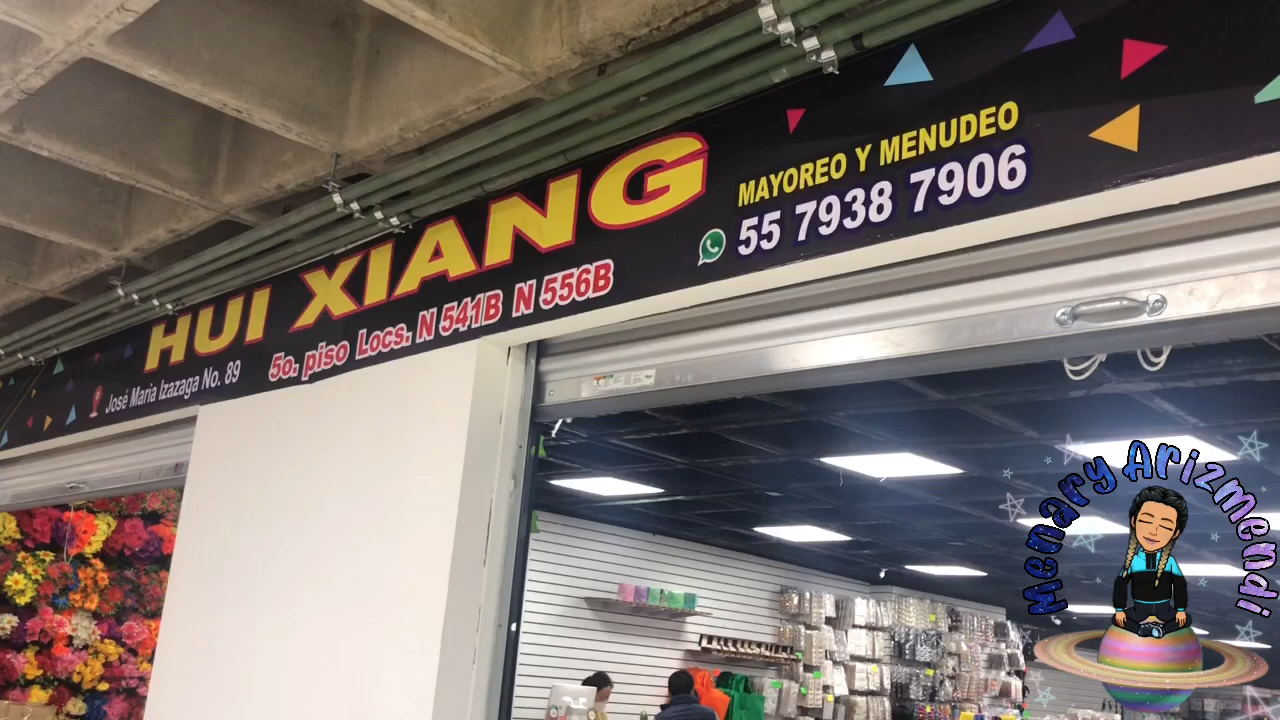 HUI XIANG
José Maria Izazaga No. 89
5o. piso Locs. N 541B N 556B
MAYOREO Y MENUDEO
55 7938 7906
Menary Arizmendi